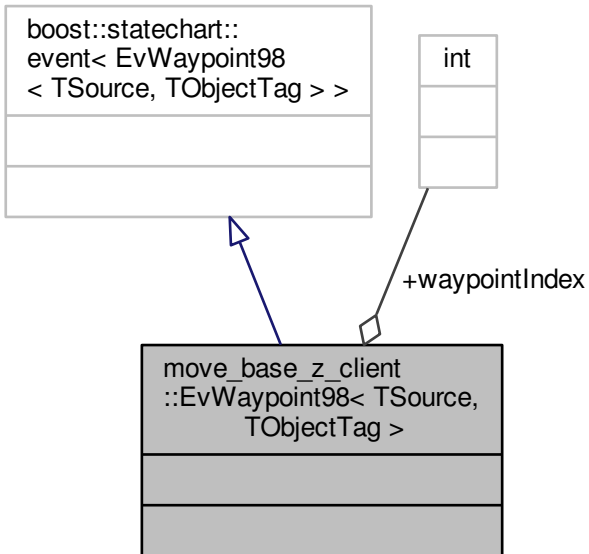 boost::statechart::
event< EvWaypoint98
< TSource, TObjectTag > >
int
+waypointIndex
move_base_z_client
::EvWaypoint98< TSource,
TObjectTag >